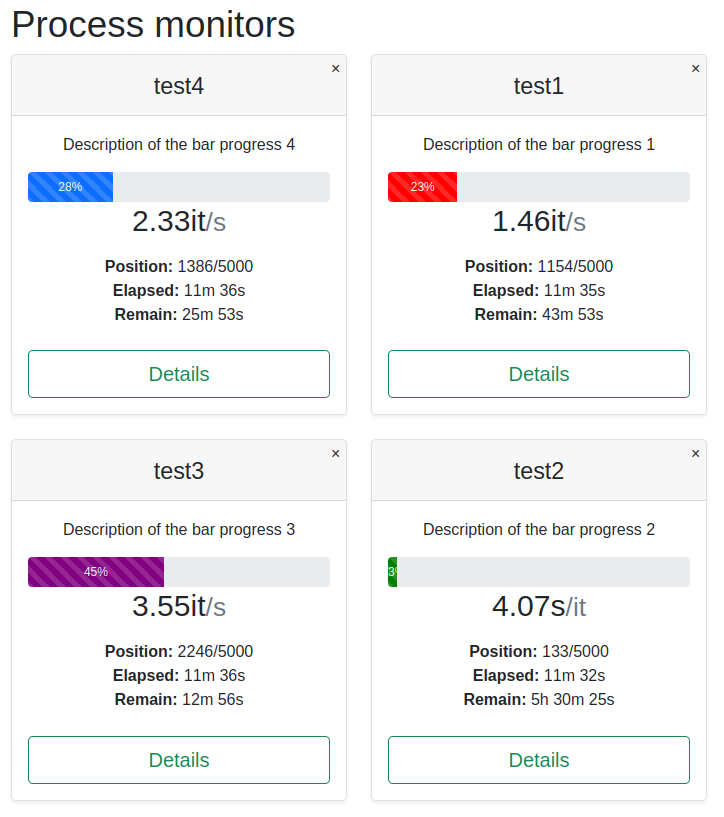 Process monitors
×
test4
Description of the bar progress 4
28%
2.33it/s
Position: 1386/5000
Elapsed: 11m 36s
Remain: 25m 53s
Details
×
test1
Description of the bar progress 1
23%
1.46it/s
Position: 1154/5000
Elapsed: 11m 35s
Remain: 43m 53s
Details
×
test3
Description of the bar progress 3
45%
3.55it/s
Position: 2246/5000
Elapsed: 11m 36s
Remain: 12m 56s
Details
×
test2
Description of the bar progress 2
3%
4.07s/it
Position: 133/5000
Elapsed: 11m 32s
Remain: 5h 30m 25s
Details